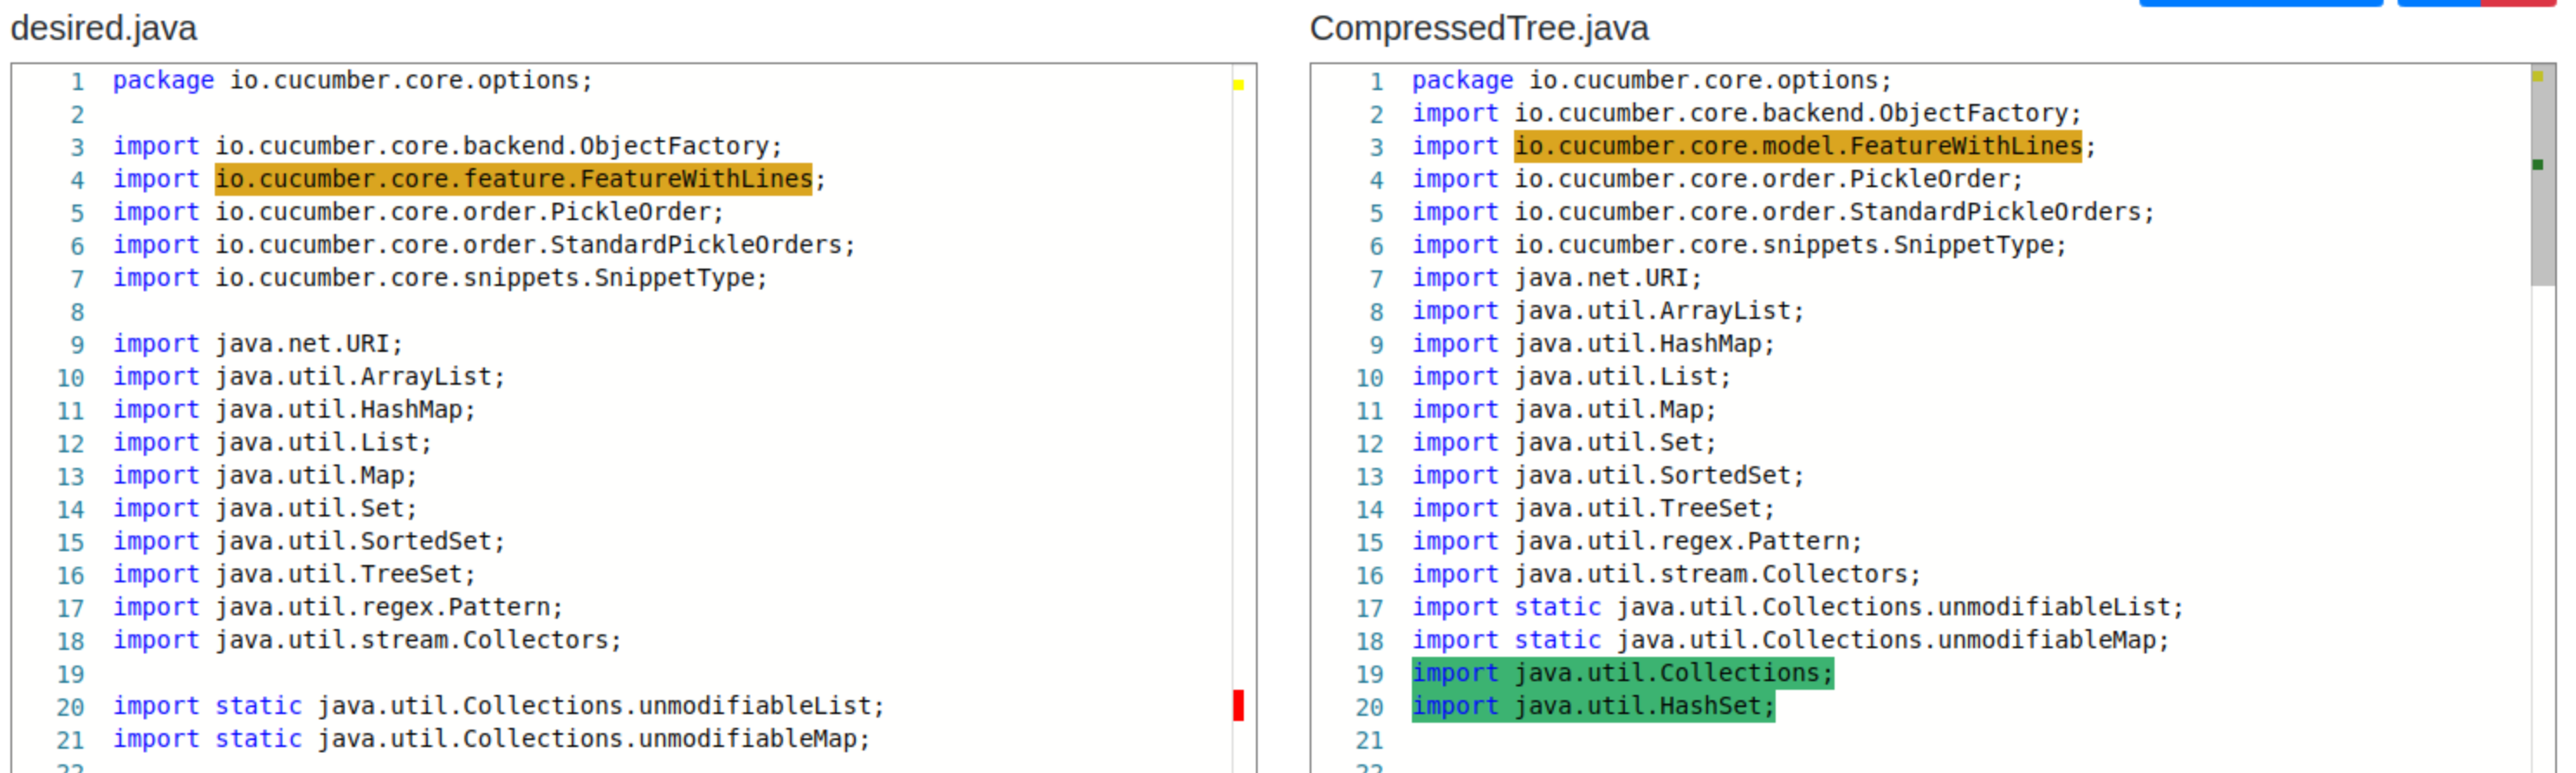 desired.java
1 package io.cucumber.core.options;
2
3 import io.cucumber.core.backend.ObjectFactory;
4 import io.cucumber.core.feature.FeatureWithLines;
5 import io.cucumber.core.order.PickleOrder;
6 import io.cucumber.core.order.StandardPickleOrders;
7 import io.cucumber.core.snippets.SnippetType;
8
9 import java.net.URI;
10 import java.util.ArrayList;
11 import java.util.HashMap;
12 import java.util.List;
13 import java.util.Map;
14 import java.util.Set;
15 import java.util.SortedSet;
16 import java.util.TreeSet;
17 import java.util.regex.Pattern;
18 import java.util.stream.Collectors;
19
20 import static java.util.Collections.unmodifiableList;
21 import static java.util.Collections.unmodifiableMap;
22
CompressedTree.java
1 package io.cucumber.core.options;
2 import io.cucumber.core.backend.ObjectFactory;
3 import io.cucumber.core.model.FeatureWithLines;
4 import io.cucumber.core.order.PickleOrder;
5 import io.cucumber.core.order.StandardPickleOrders;
6 import io.cucumber.core.snippets.SnippetType;
7 import java.net.URI;
8 import java.util.ArrayList;
9 import java.util.HashMap;
10 import java.util.List;
11 import java.util.Map;
12 import java.util.Set;
13 import java.util.SortedSet;
14 import java.util.TreeSet;
15 import java.util.regex.Pattern;
16 import java.util.stream.Collectors;
17 import static java.util.Collections.unmodifiableList;
18 import static java.util.Collections.unmodifiableMap;
19 import java.util.Collections;
20 import java.util.HashSet;
21
22